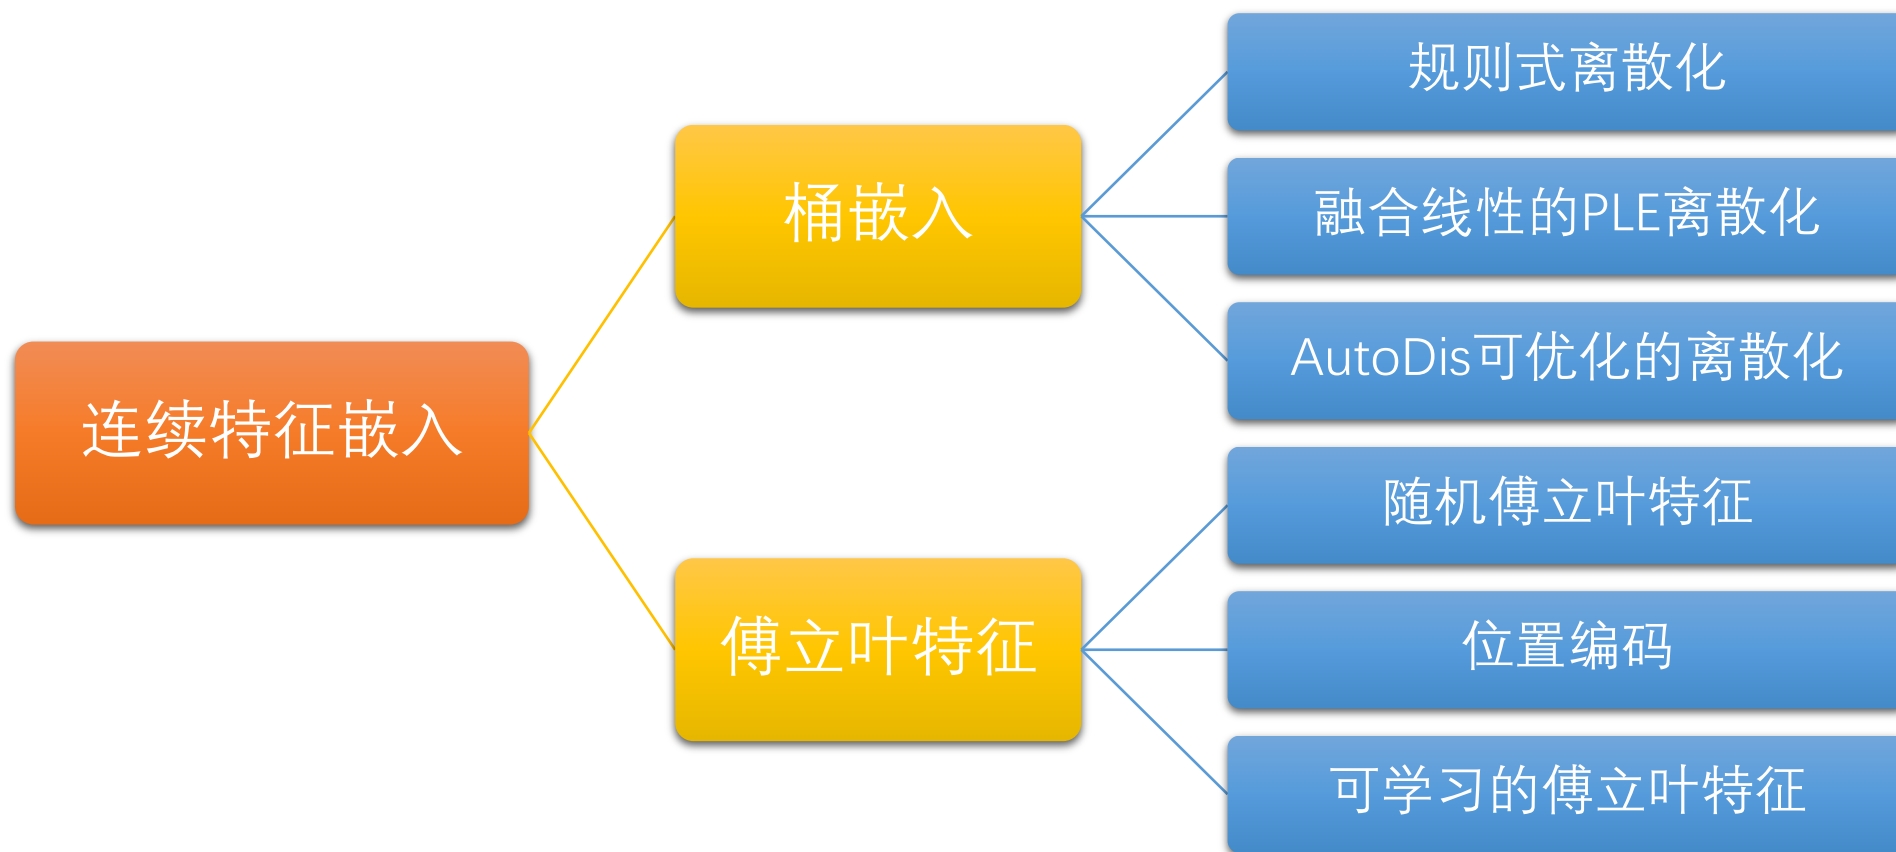 连续特征嵌入
桶嵌入
规则式离散化
融合线性的PLE离散化
AutoDis可优化的离散化
傅立叶特征
随机傅立叶特征
位置编码
可学习的傅立叶特征